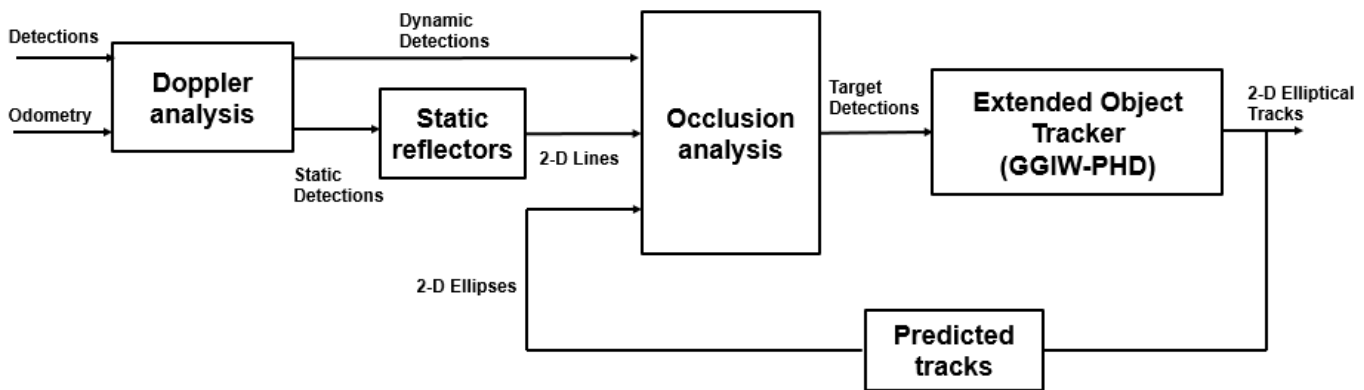 Detections
Odometry
Doppler
analysis
Dynamic
Detections
Static
Detections
Static
reflectors
2-D Lines
2-D Ellipses
Occlusion
analysis
Target
Detections
Extended Object
Tracker
(GGIW-PHD)
2-D Elliptical
Tracks
Predicted
tracks